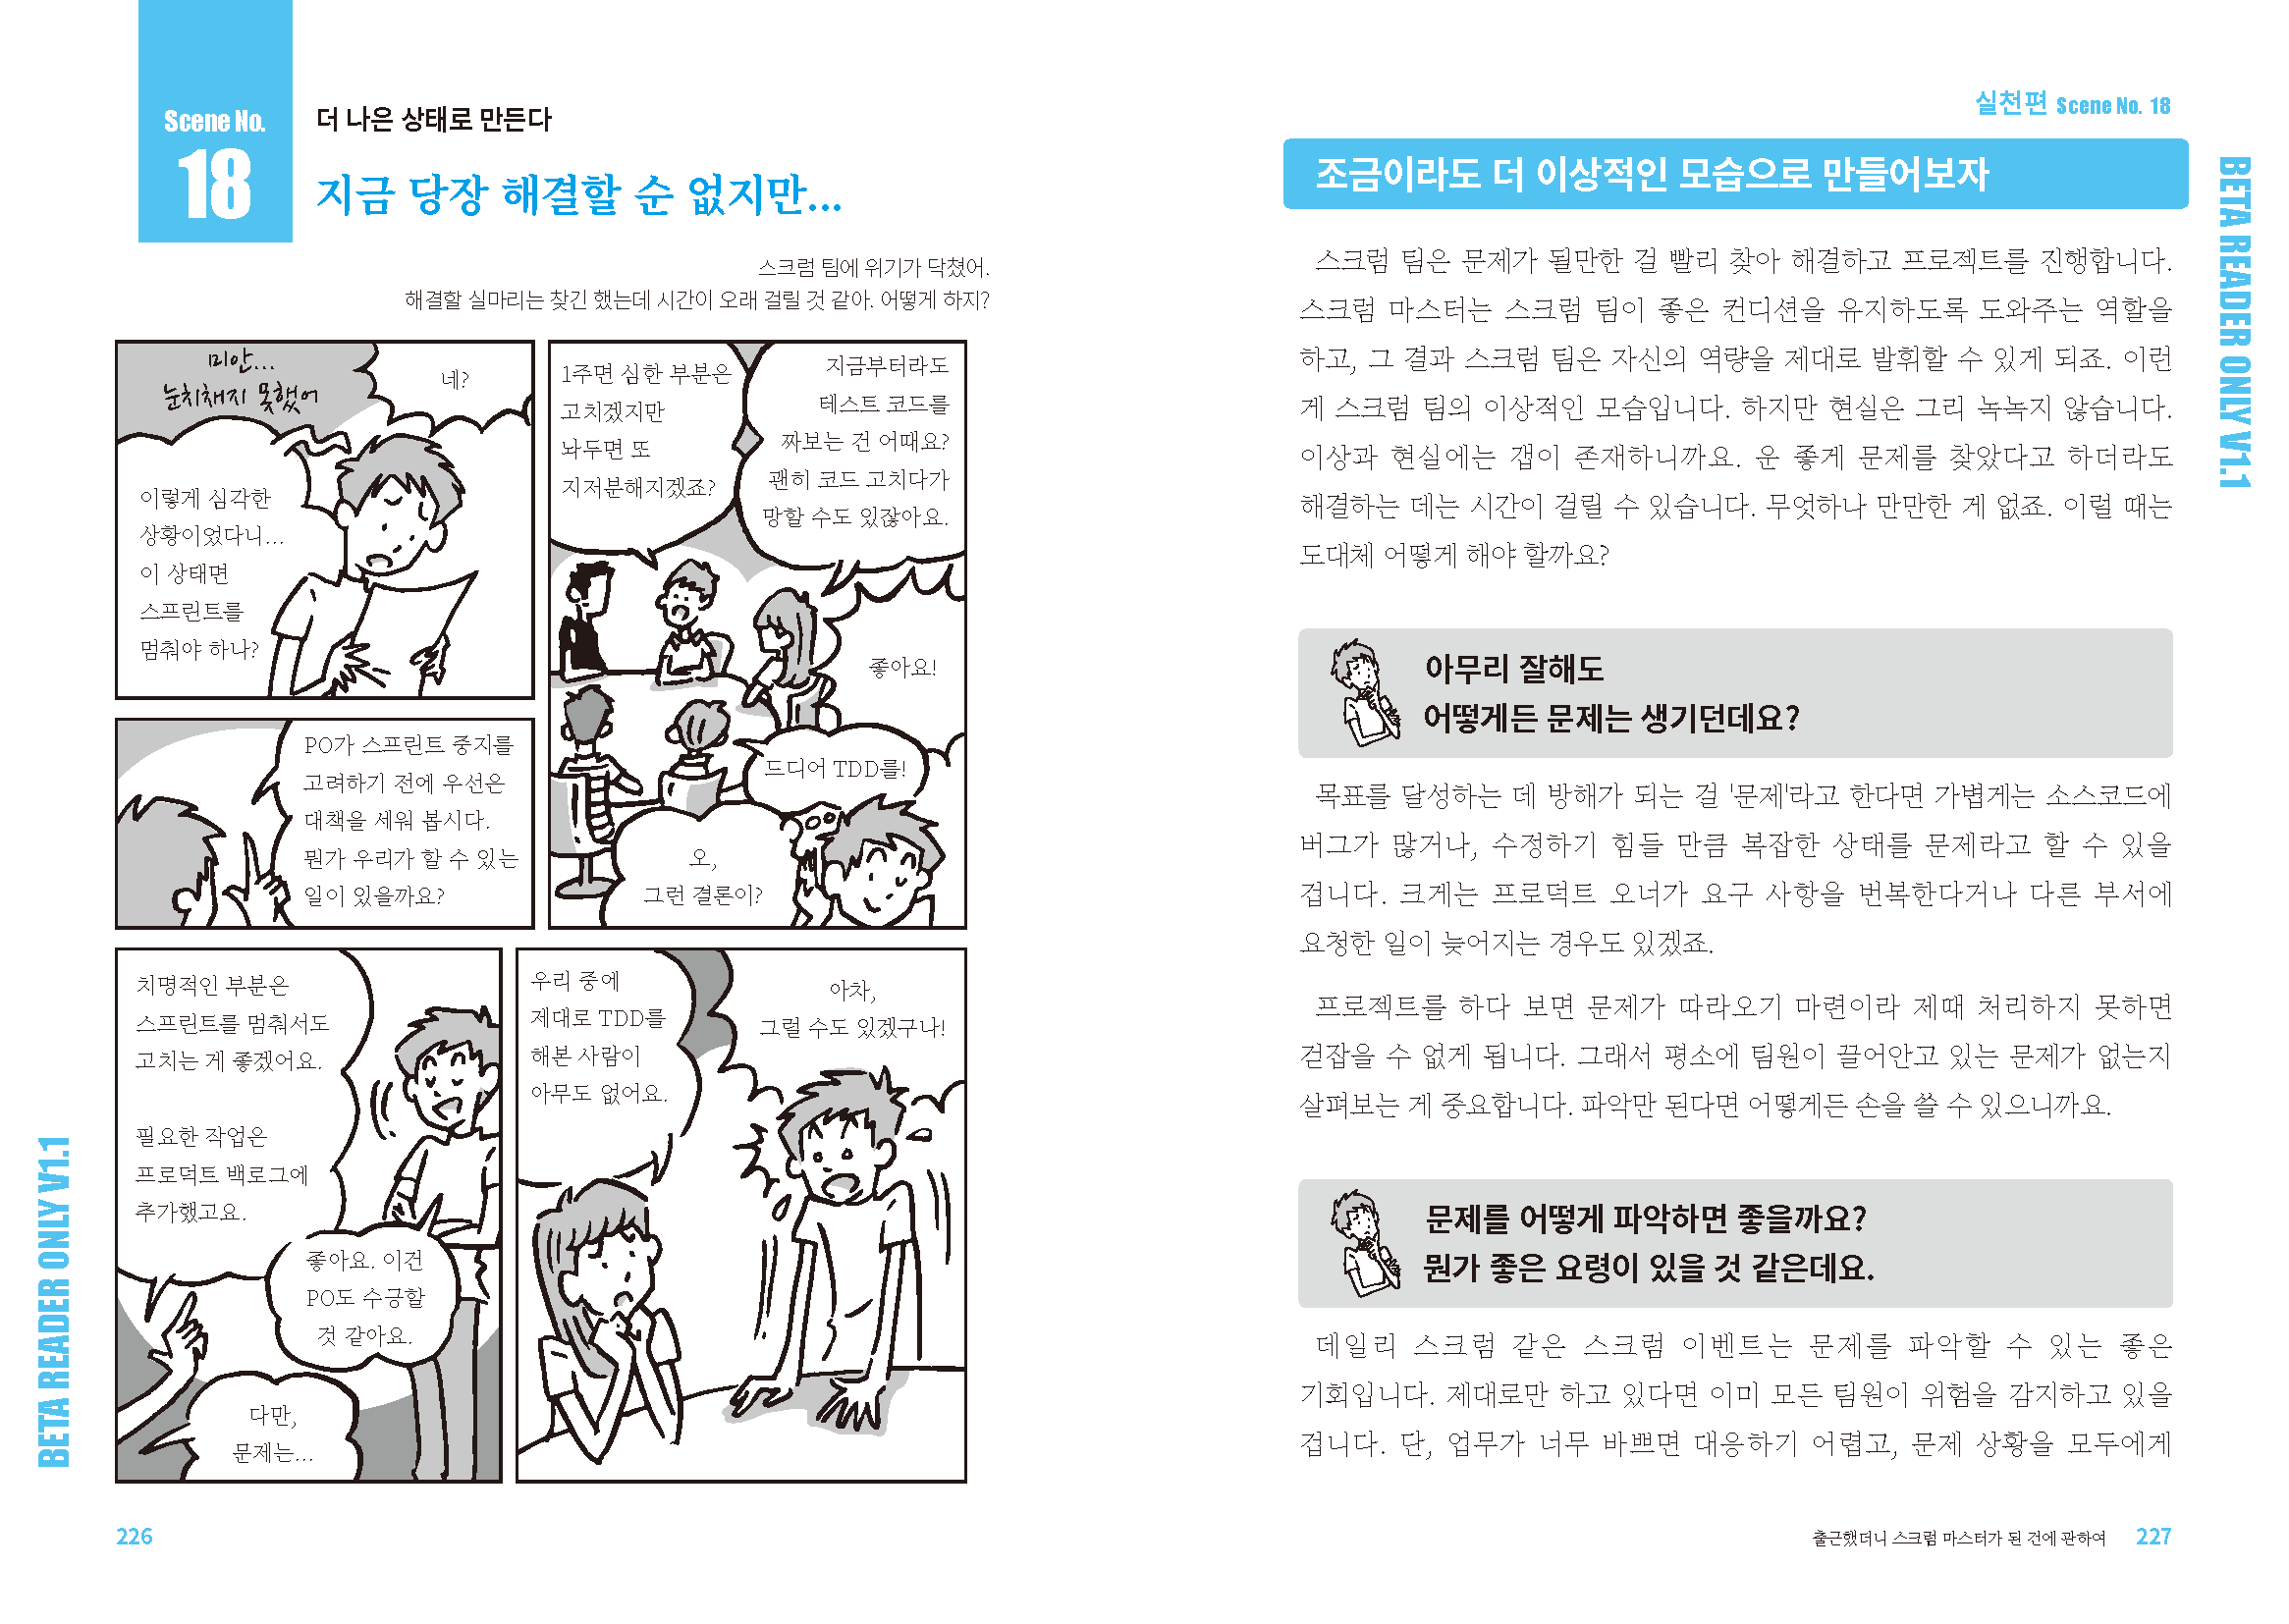 Scene No.
18
더 나은 상태로 만든다
지금 당장 해결할 순 없지만...
스크럼 팀에 위기가 닥쳤어.
해결할 실마리는 찾긴 했는데 시간이 오래 걸릴 것 같아. 어떻게 하지?
미안...
눈치채지 못했어
네?
이렇게 심각한
상황이었다니...
이 상태면
스프린트를
멈춰야 하나?
PO가 스프린트 중지를
고려하기 전에 우선은
대책을 세워 봅시다.
뭔가 우리가 할 수 있는
일이 있을까요?
1주면 심한 부분은
고치겠지만
놔두면 또
지저분해지겠죠?
지금부터라도
테스트 코드를
짜보는 건 어때요?
괜히 코드 고치다가
망할 수도 있잖아요.
좋아요!
드디어 TDD를!
오,
그런 결론이?
치명적인 부분은
스프린트를 멈춰서도
고치는 게 좋겠어요.
필요한 작업은
프로덕트 백로그에
추가했고요.
좋아요. 이건
PO도 수긍할
것 같아요.
다만,
문제는...
우리 중에
제대로 TDD를
해본 사람이
아무도 없어요.
아차,
그럴 수도 있겠구나!
BETA READER ONLY V1.1
226
실천편 Scene No. 18
조금이라도 더 이상적인 모습으로 만들어보자
스크럼 팀은 문제가 될만한 걸 빨리 찾아 해결하고 프로젝트를 진행합니다.
스크럼 마스터는 스크럼 팀이 좋은 컨디션을 유지하도록 도와주는 역할을
하고, 그 결과 스크럼 팀은 자신의 역량을 제대로 발휘할 수 있게 되죠. 이런
게 스크럼 팀의 이상적인 모습입니다. 하지만 현실은 그리 녹녹지 않습니다.
이상과 현실에는 갭이 존재하니까요. 운 좋게 문제를 찾았다고 하더라도
해결하는 데는 시간이 걸릴 수 있습니다. 무엇하나 만만한 게 없죠. 이럴 때는
도대체 어떻게 해야 할까요?
아무리 잘해도
어떻게든 문제는 생기던데요?
목표를 달성하는 데 방해가 되는 걸 '문제'라고 한다면 가볍게는 소스코드에
버그가 많거나, 수정하기 힘들 만큼 복잡한 상태를 문제라고 할 수 있을
겁니다. 크게는 프로덕트 오너가 요구 사항을 번복한다거나 다른 부서에
요청한 일이 늦어지는 경우도 있겠죠.
프로젝트를 하다 보면 문제가 따라오기 마련이라 제때 처리하지 못하면
걷잡을 수 없게 됩니다. 그래서 평소에 팀원이 끌어안고 있는 문제가 없는지
살펴보는 게 중요합니다. 파악만 된다면 어떻게든 손을 쓸 수 있으니까요.
문제를 어떻게 파악하면 좋을까요?
뭔가 좋은 요령이 있을 것 같은데요.
데일리 스크럼 같은 스크럼 이벤트는 문제를 파악할 수 있는 좋은
기회입니다. 제대로만 하고 있다면 이미 모든 팀원이 위험을 감지하고 있을
겁니다. 단, 업무가 너무 바쁘면 대응하기 어렵고, 문제 상황을 모두에게
BETA READER ONLY V1.1
출근했더니 스크럼 마스터가 된 건에 관하여 227